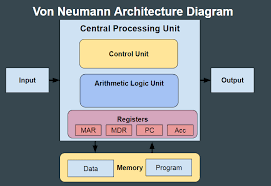 Von Neumann Architecture Diagram
Central Processing Unit
Control Unit
Input
Arithmetic Logic Unit
Output
Registers
MAR MDR PC Acc
Data Memory Program